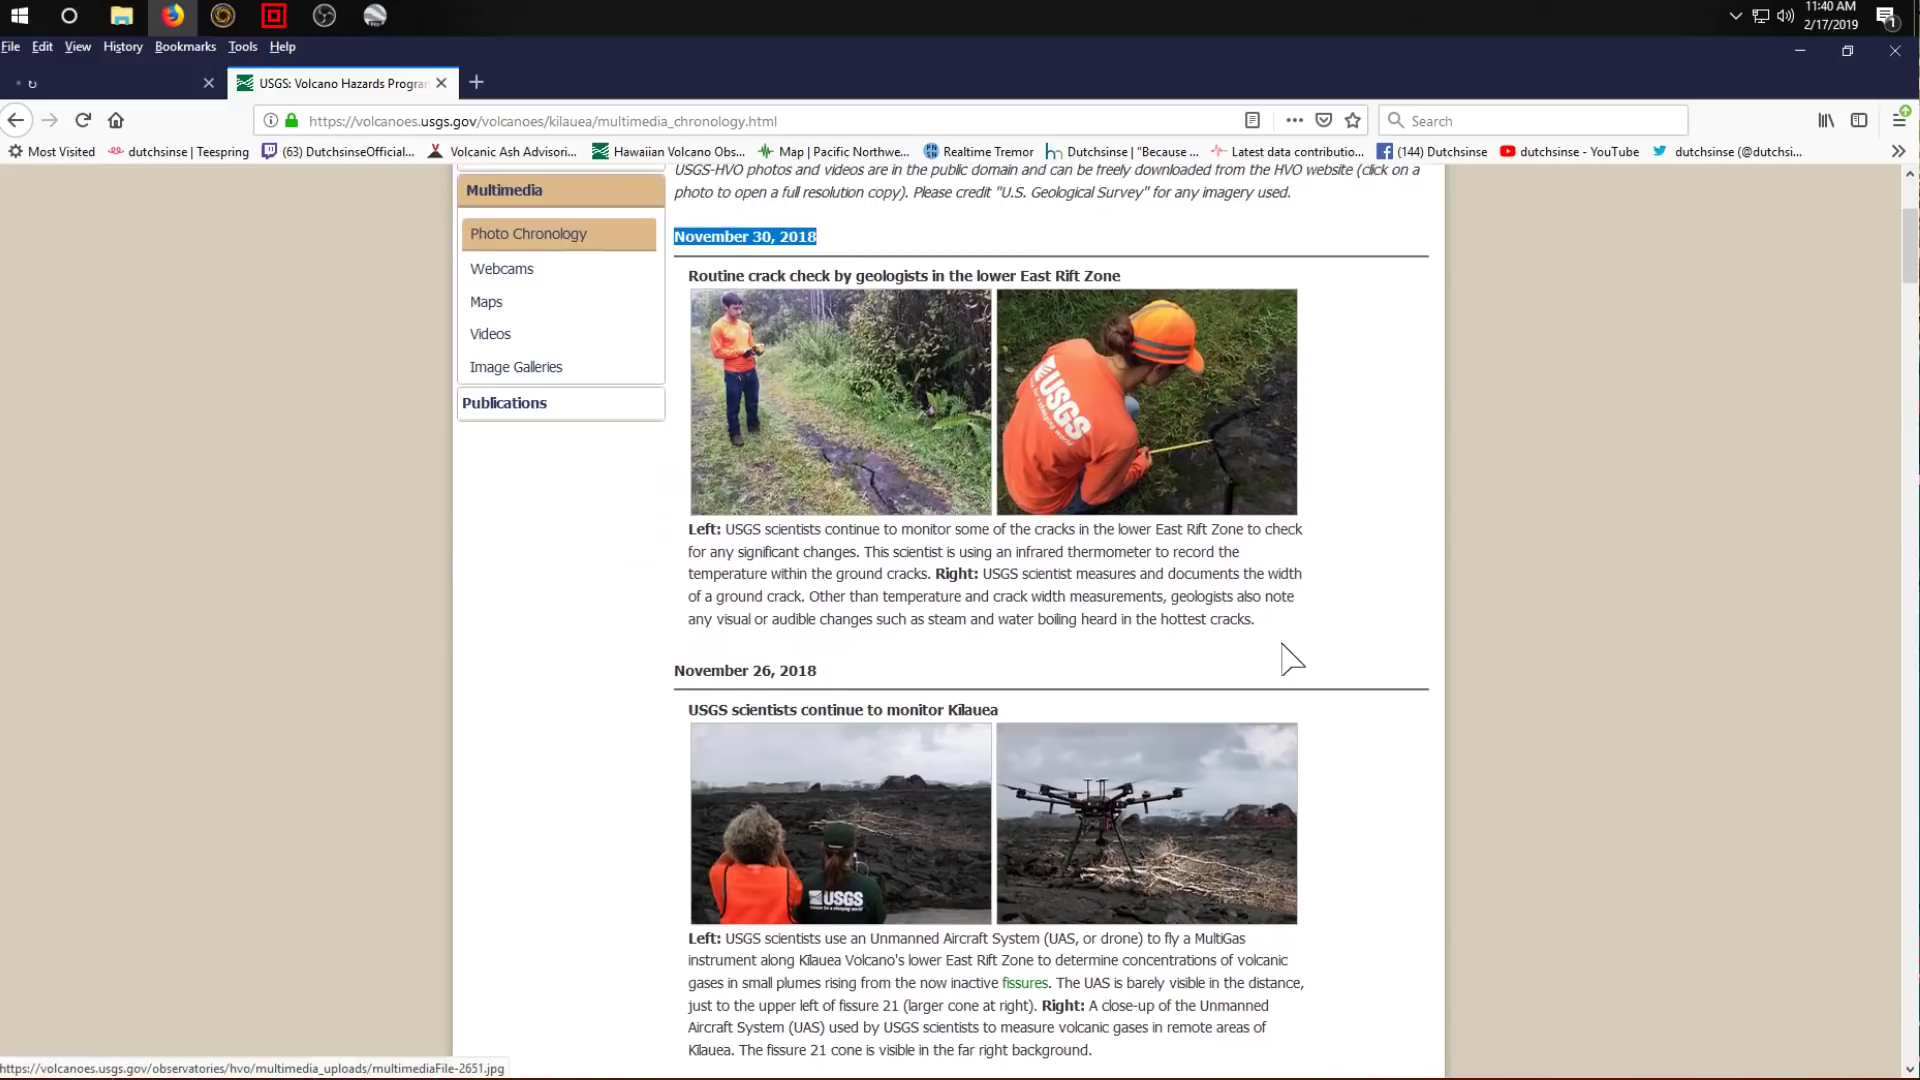 11:40 AM
2/17/2019
1
File Edit View History Bookmarks Tools Help
USGS: Volcano Hazards Program
https://volcanoes.usgs.gov/volcanoes/kilauea/multimedia_chronology.html
Search
Most Visited dutchsinse | Teespring (63) DutchsinseOfficial... Volcanic Ash Advisori... Hawaiian Volcano Obs... Map | Pacific Northwe... Realtime Tremor Dutchsinse | "Because ... Latest data contributio... (144) Dutchsinse dutchsinse - YouTube dutchsinse (@dutchsi...
USGS-HVO photos and videos are in the public domain and can be freely downloaded from the HVO website (click on a
photo to open a full resolution copy). Please credit "U.S. Geological Survey" for any imagery used.
Multimedia
Photo Chronology
Webcams
Maps
Videos
Image Galleries
Publications
November 30, 2018
Routine crack check by geologists in the lower East Rift Zone
USGS
Left: USGS scientists continue to monitor some of the cracks in the lower East Rift Zone to check
for any significant changes. This scientist is using an infrared thermometer to record the
temperature within the ground cracks. Right: USGS scientist measures and documents the width
of a ground crack. Other than temperature and crack width measurements, geologists also note
any visual or audible changes such as steam and water boiling heard in the hottest cracks.
November 26, 2018
USGS scientists continue to monitor Kīlauea
USGS
Left: USGS scientists use an Unmanned Aircraft System (UAS, or drone) to fly a MultiGas
instrument along Kīlauea Volcano's lower East Rift Zone to determine concentrations of volcanic
gases in small plumes rising from the now inactive fissures. The UAS is barely visible in the distance,
just to the upper left of fissure 21 (larger cone at right). Right: A close-up of the Unmanned
Aircraft System (UAS) used by USGS scientists to measure volcanic gases in remote areas of
Kīlauea. The fissure 21 cone is visible in the far right background.
https://volcanoes.usgs.gov/observatories/hvo/multimedia_uploads/multimediaFile-2651.jpg